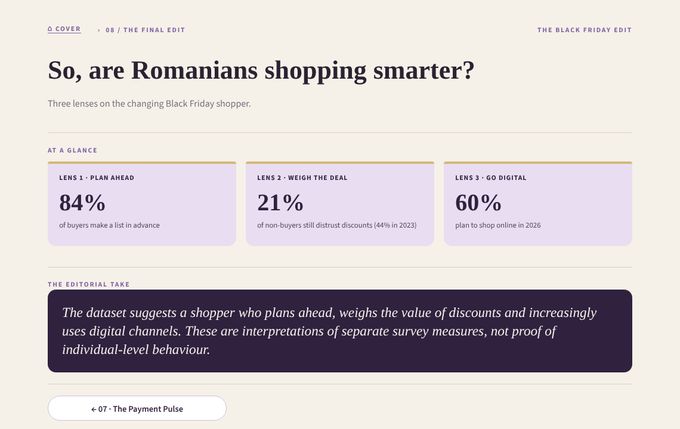 ⌂ COVER › 08 / THE FINAL EDIT THE BLACK FRIDAY EDIT
So, are Romanians shopping smarter?
Three lenses on the changing Black Friday shopper.
AT A GLANCE
LENS 1 · PLAN AHEAD
84%
of buyers make a list in advance
LENS 2 · WEIGH THE DEAL
21%
of non-buyers still distrust discounts (44% in 2023)
LENS 3 · GO DIGITAL
60%
plan to shop online in 2026
THE EDITORIAL TAKE
The dataset suggests a shopper who plans ahead, weighs the value of discounts and increasingly
uses digital channels. These are interpretations of separate survey measures, not proof of
individual-level behaviour.
← 07 · The Payment Pulse